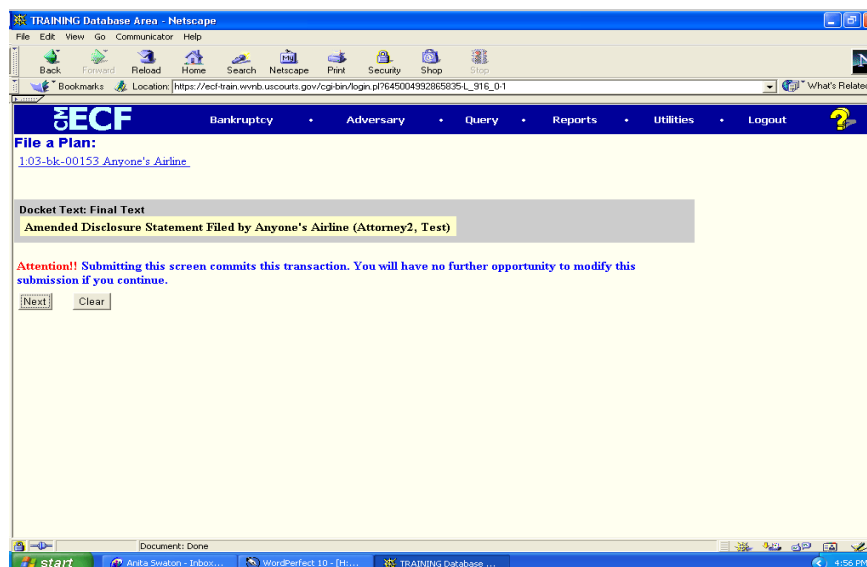 TRAINING Database Area - Netscape
File Edit View Go Communicator Help
Back Forward Reload Home Search Netscape Print Security Shop Stop
Bookmarks Location: https://ecf-train.wvnb.uscourts.gov/cgi-bin/login.pl?645004992865835-L_916_0-1 What's Related
CM ECF Bankruptcy • Adversary • Query • Reports • Utilities • Logout ?
File a Plan:
1:03-bk-00153 Anyone's Airline
Docket Text: Final Text
Amended Disclosure Statement Filed by Anyone's Airline (Attorney2, Test)
Attention!! Submitting this screen commits this transaction. You will have no further opportunity to modify this
submission if you continue.
Next Clear
Document: Done
start Anita Swaton - Inbox... WordPerfect 10 - [H:... TRAINING Database ... 4:56 PM